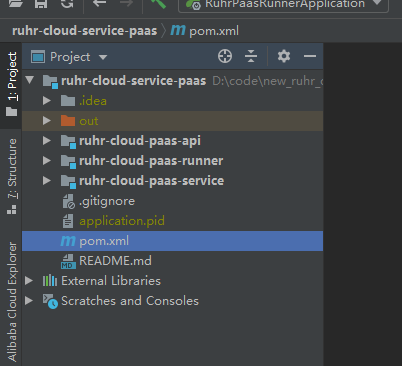 RuhrPaasRunnerApplication
ruhr-cloud-service-paas pom.xml
Project
ruhr-cloud-service-paas D:\code\new_ruhr_c
.idea
out
ruhr-cloud-paas-api
ruhr-cloud-paas-runner
ruhr-cloud-paas-service
.gitignore
application.pid
pom.xml
README.md
External Libraries
Scratches and Consoles
1: Project
7: Structure
Alibaba Cloud Explorer